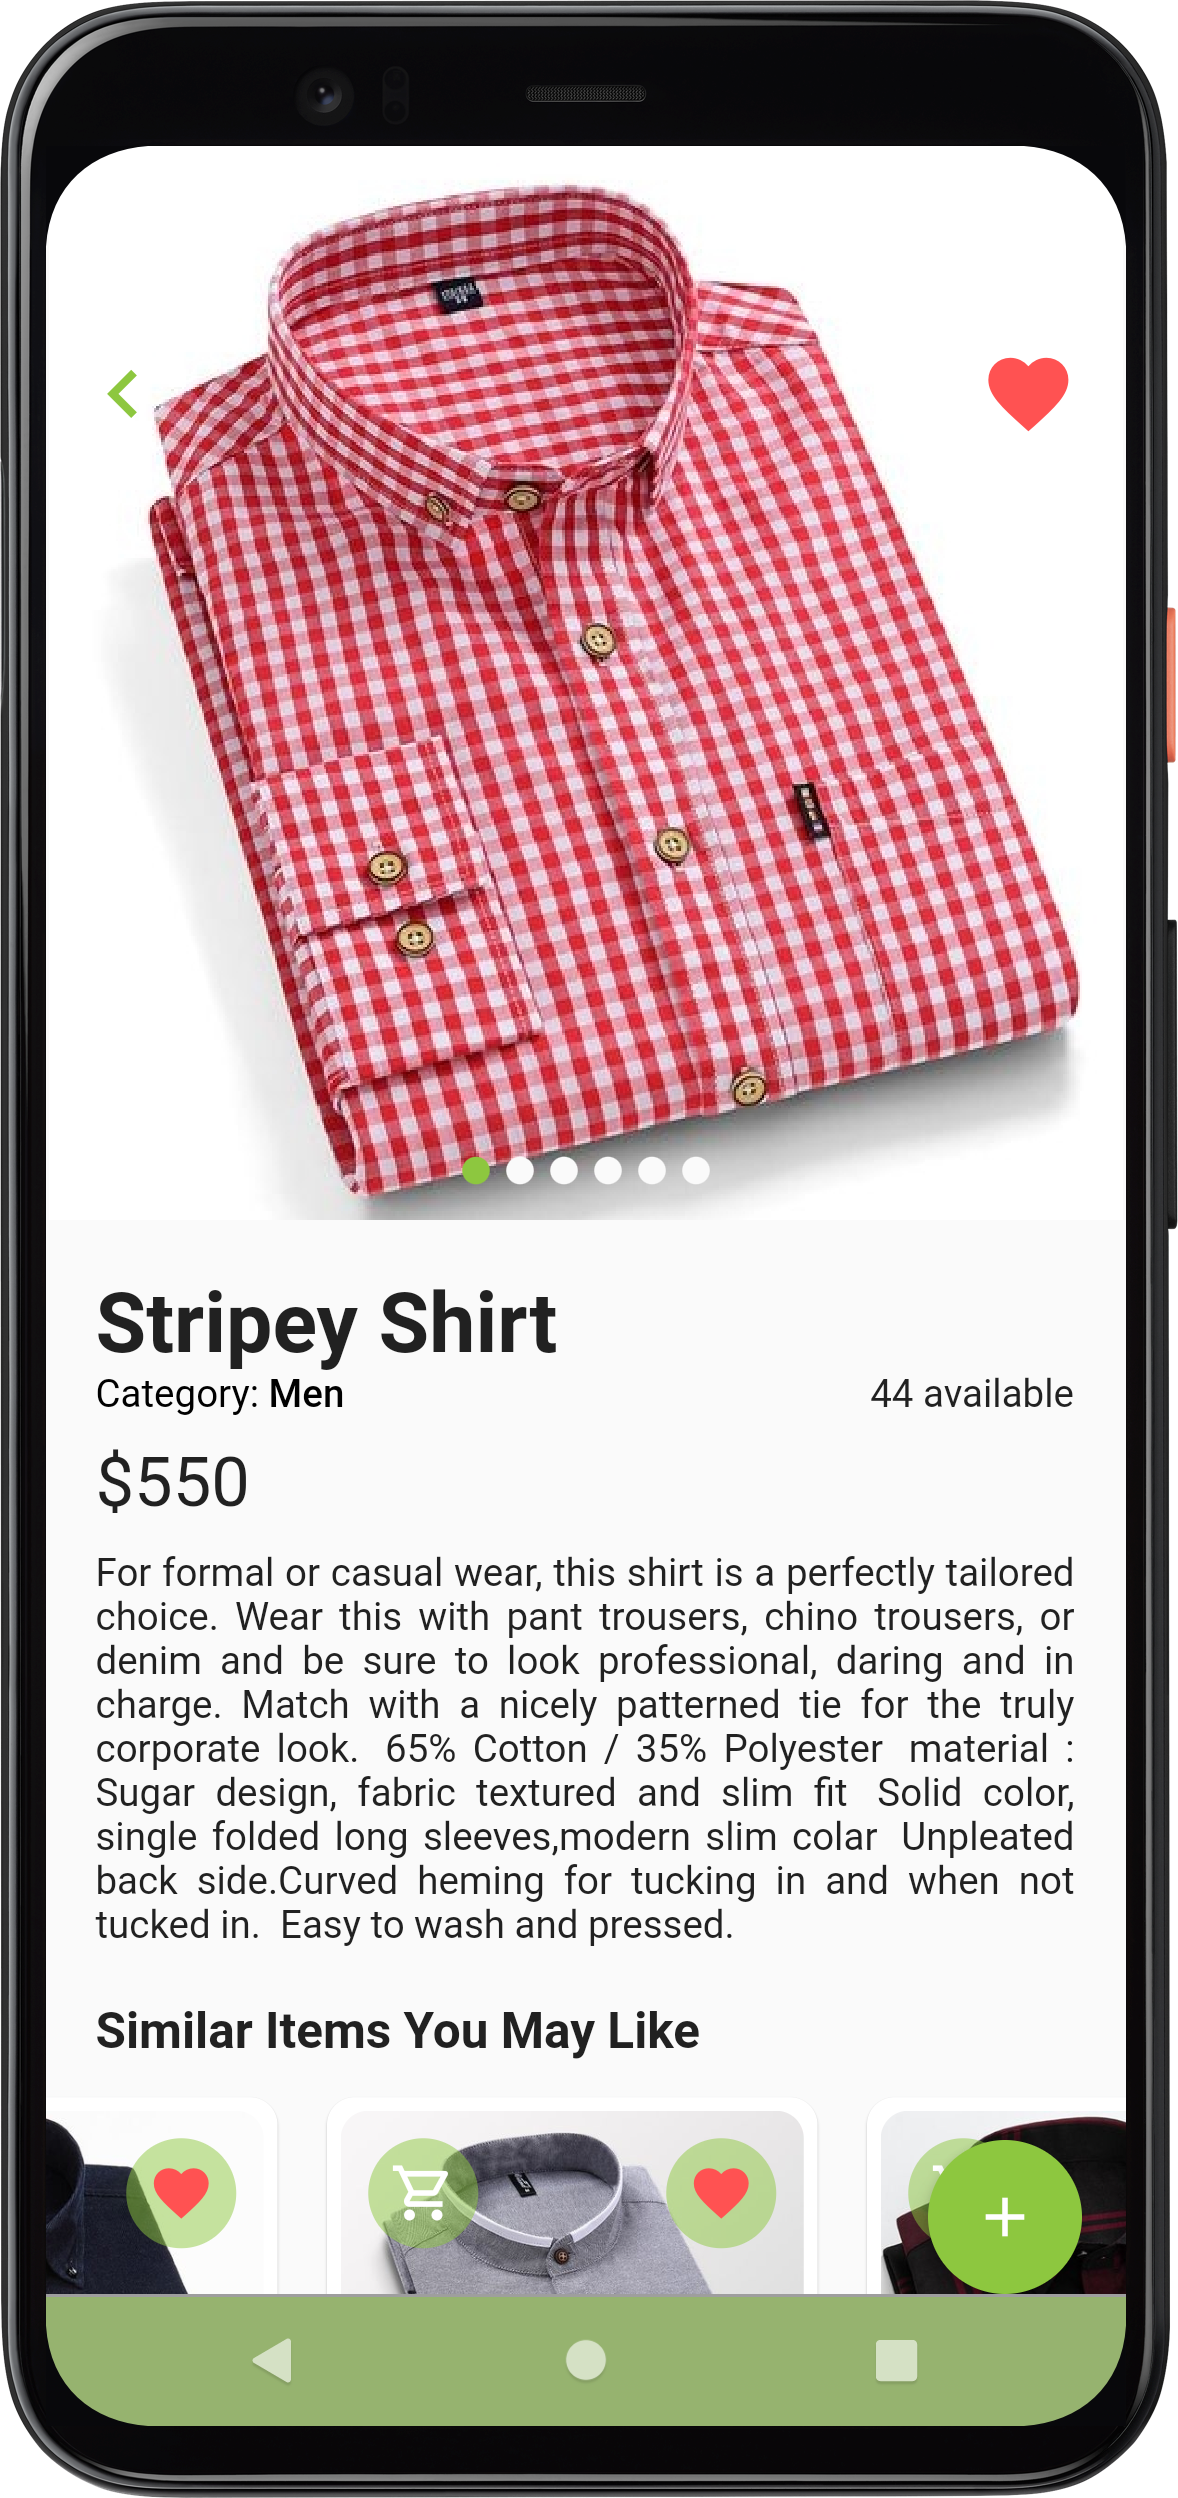 Stripey Shirt
Category: Men
44 available
$550
For formal or casual wear, this shirt is a perfectly tailored
choice. Wear this with pant trousers, chino trousers, or
denim and be sure to look professional, daring and in
charge. Match with a nicely patterned tie for the truly
corporate look.  65% Cotton / 35% Polyester  material :
Sugar design, fabric textured and slim fit  Solid color,
single folded long sleeves,modern slim colar  Unpleated
back side.Curved heming for tucking in and when not
tucked in.  Easy to wash and pressed.
Similar Items You May Like